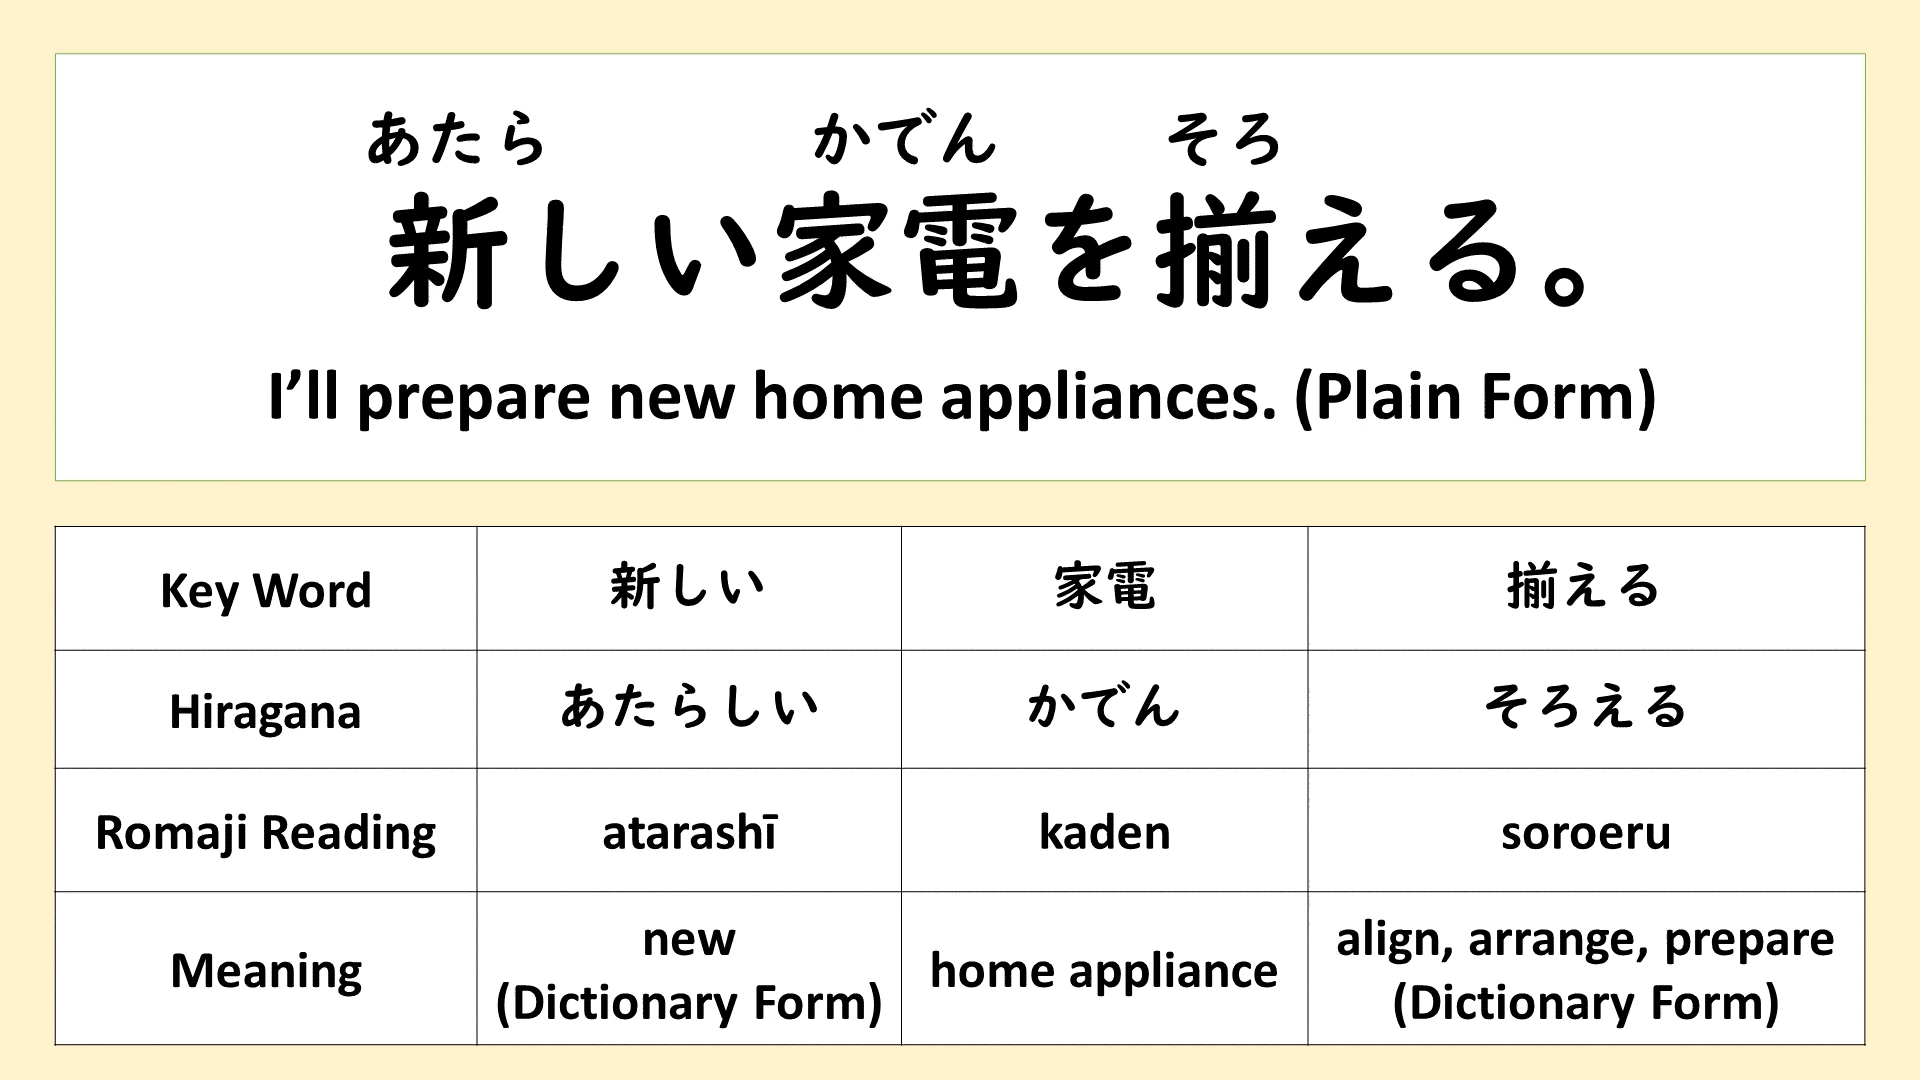 あたら かでん そろ
新しい家電を揃える。
I’ll prepare new home appliances. (Plain Form)
Key Word 新しい 家電 揃える
Hiragana あたらしい かでん そろえる
Romaji Reading atarashī kaden soroeru
Meaning new (Dictionary Form) home appliance align, arrange, prepare (Dictionary Form)